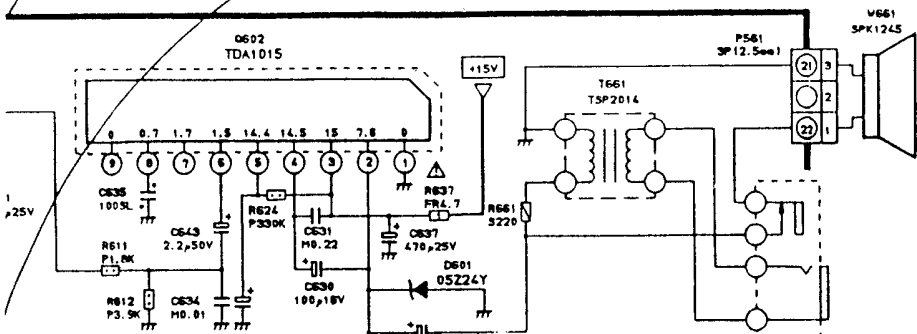 Q602
TDA1015
+15V
T661
TSP2014
P561
3P(2.5mm)
W661
SPK1245
21
3
2
22
1
0
0.7
1.7
1.5
14.4
14.5
15
7.6
0
9
8
7
6
5
4
3
2
1
C635
100SL
R624
P330K
C631
M0.22
R637
FR4.7
C637
470μ25V
R661
S220
μ25V
C643
2.2μ50V
R611
P1.8K
R612
P3.9K
C634
M0.01
C630
100μ16V
D601
05Z24Y